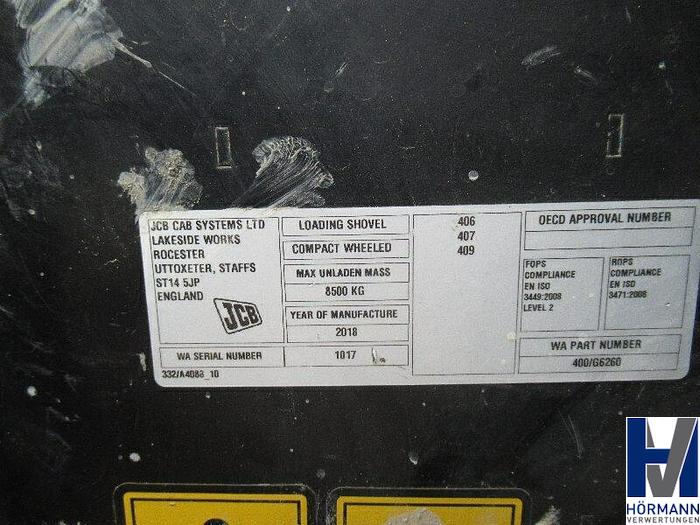 JCB CAB SYSTEMS LTD
LAKESIDE WORKS
ROCESTER
UTTOXETER, STAFFS
ST14 5JP
ENGLAND
JCB
WA SERIAL NUMBER
332/A4088_10
LOADING SHOVEL
COMPACT WHEELED
MAX UNLADEN MASS
8500 KG
YEAR OF MANUFACTURE
2018
1017
406
407
409
OECD APPROVAL NUMBER
FOPS
COMPLIANCE
EN ISO
3449:2008
LEVEL 2
ROPS
COMPLIANCE
EN ISO
3471:2008
WA PART NUMBER
400/G6260
HV
HÖRMANN
VERWERTUNGEN